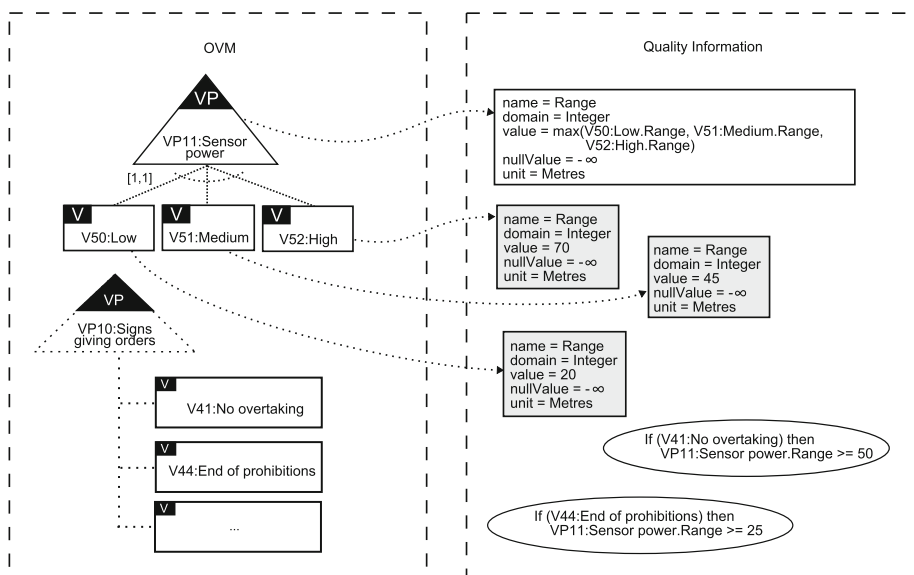 OVM
VP
VP11:Sensor
power
[1,1]
V
V50:Low
V
V51:Medium
V
V52:High
VP
VP10:Signs
giving orders
V
V41:No overtaking
V
V44:End of prohibitions
V
...
Quality Information
name = Range
domain = Integer
value = max(V50:Low.Range, V51:Medium.Range,
V52:High.Range)
nullValue = - ∞
unit = Metres
name = Range
domain = Integer
value = 70
nullValue = -∞
unit = Metres
name = Range
domain = Integer
value = 45
nullValue = -∞
unit = Metres
name = Range
domain = Integer
value = 20
nullValue = -∞
unit = Metres
If (V41:No overtaking) then
VP11:Sensor power.Range >= 50
If (V44:End of prohibitions) then
VP11:Sensor power.Range >= 25